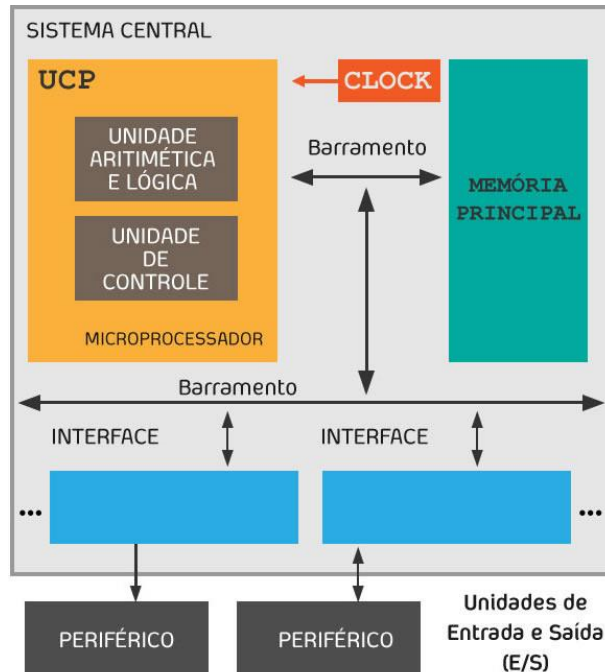 SISTEMA CENTRAL
UCP
CLOCK
UNIDADE
ARITIMÉTICA
E LÓGICA
Barramento
MEMÓRIA
PRINCIPAL
UNIDADE
DE
CONTROLE
MICROPROCESSADOR
Barramento
INTERFACE
INTERFACE
...
...
PERIFÉRICO
PERIFÉRICO
Unidades de
Entrada e Saída
(E/S)